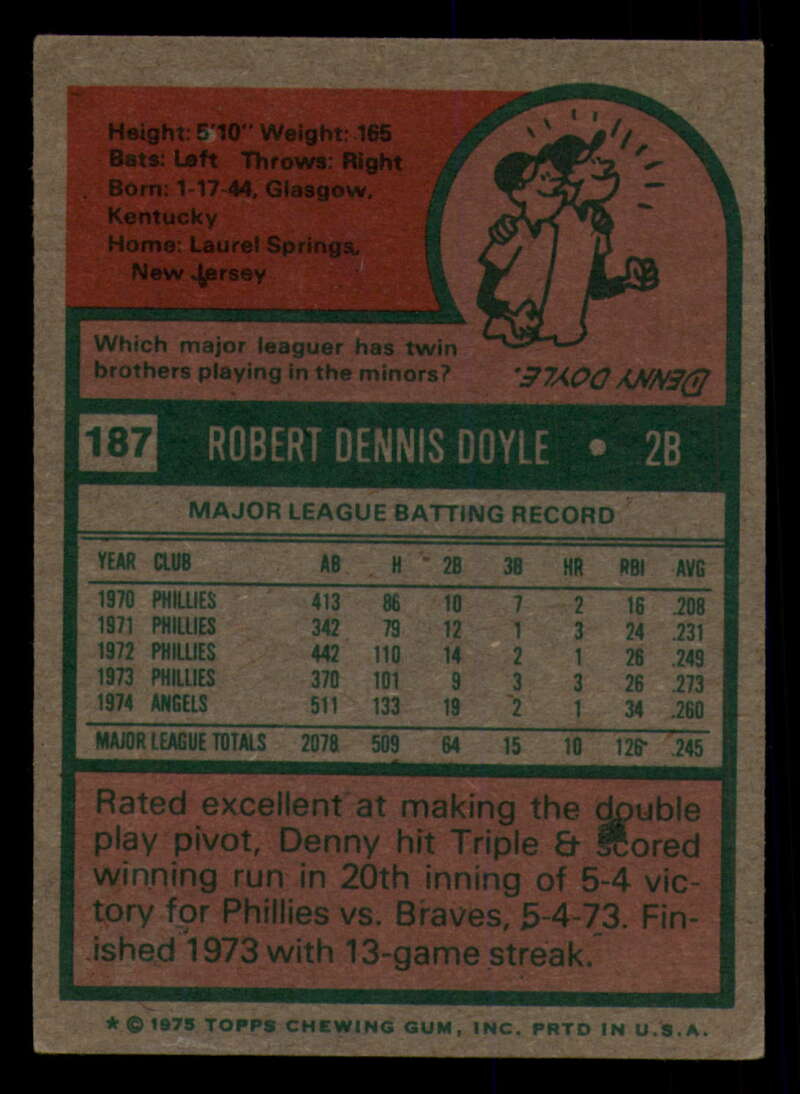 Height: 5'10" Weight: 165
Bats: Left Throws: Right
Born: 1-17-44, Glasgow,
Kentucky
Home: Laurel Springs,
New Jersey
Which major leaguer has twin
brothers playing in the minors?
DENNY DOYLE.
187 ROBERT DENNIS DOYLE • 2B
MAJOR LEAGUE BATTING RECORD
YEAR CLUB AB H 2B 3B HR RBI AVG
1970 PHILLIES 413 86 10 7 2 16 .208
1971 PHILLIES 342 79 12 1 3 24 .231
1972 PHILLIES 442 110 14 2 1 26 .249
1973 PHILLIES 370 101 9 3 3 26 .273
1974 ANGELS 511 133 19 2 1 34 .260
MAJOR LEAGUE TOTALS 2078 509 64 15 10 126 .245
Rated excellent at making the double
play pivot, Denny hit Triple & scored
winning run in 20th inning of 5-4 vic-
tory for Phillies vs. Braves, 5-4-73. Fin-
ished 1973 with 13-game streak.
* © 1975 TOPPS CHEWING GUM, INC. PRTD IN U.S.A.